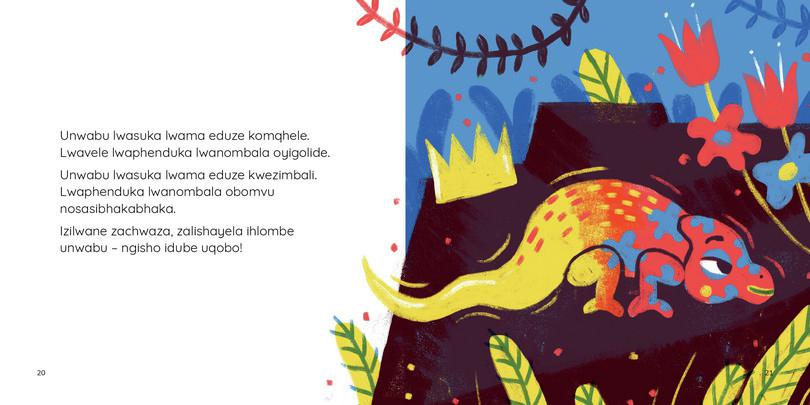 Unwabu lwasuka lwama eduze komqhele.
Lwavele lwaphenduka lwanombala oyigolide.
Unwabu lwasuka lwama eduze kwezimbali.
Lwaphenduka lwanombala obomvu
nosasibhakabhaka.
Izilwane zachwaza, zalishayela ihlombe
unwabu – ngisho idube uqobo!
20
21